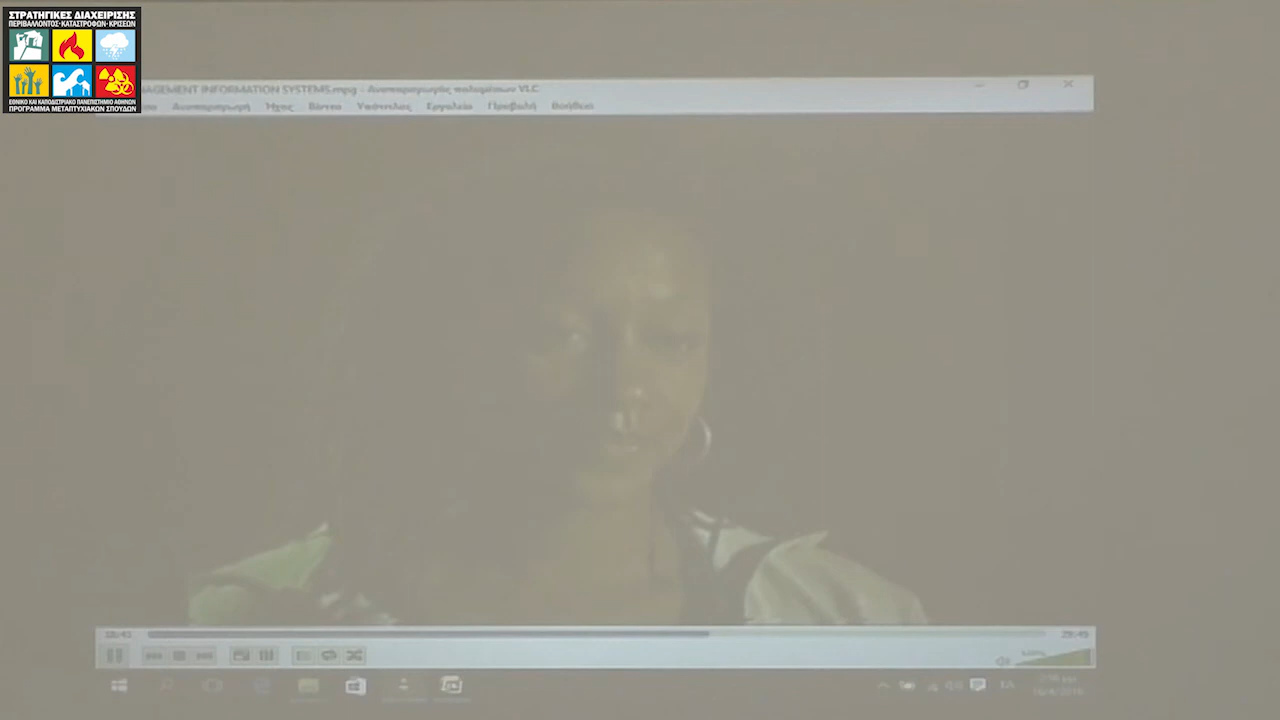 ΣΤΡΑΤΗΓΙΚΕΣ ΔΙΑΧΕΙΡΙΣΗΣ
ΠΕΡΙΒΑΛΛΟΝΤΟΣ·ΚΑΤΑΣΤΡΟΦΩΝ·ΚΡΙΣΕΩΝ
ΕΘΝΙΚΟ ΚΑΙ ΚΑΠΟΔΙΣΤΡΙΑΚΟ ΠΑΝΕΠΙΣΤΗΜΙΟ ΑΘΗΝΩΝ
ΠΡΟΓΡΑΜΜΑ ΜΕΤΑΠΤΥΧΙΑΚΩΝ ΣΠΟΥΔΩΝ
AGEMENT INFORMATION SYSTEMS.mpg - Αναπαραγωγός πολυμέσων VLC
Αναπαραγωγή Ήχος Βίντεο Υπότιτλος Εργαλεία Προβολή Βοήθεια